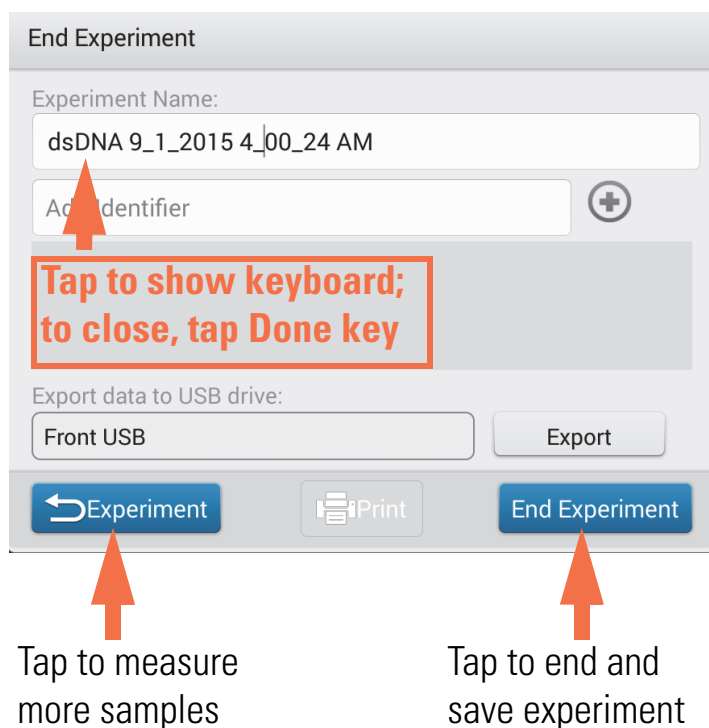 End Experiment
Experiment Name:
dsDNA 9_1_2015 4_00_24 AM
Identifier
Tap to show keyboard;
to close, tap Done key
Export data to USB drive:
Front USB
Export
Experiment
Print
End Experiment
Tap to measure
more samples
Tap to end and
save experiment